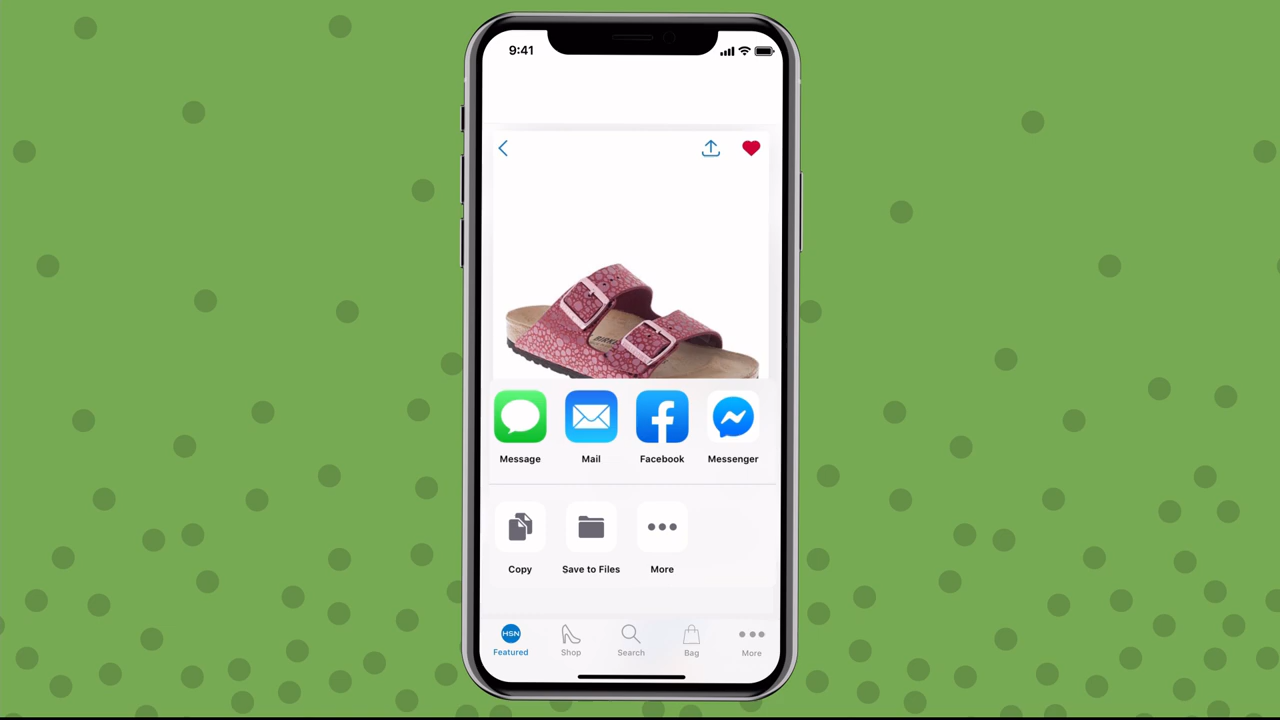 9:41
Message Mail Facebook Messenger
Copy Save to Files More
HSN
Featured Shop Search Bag More